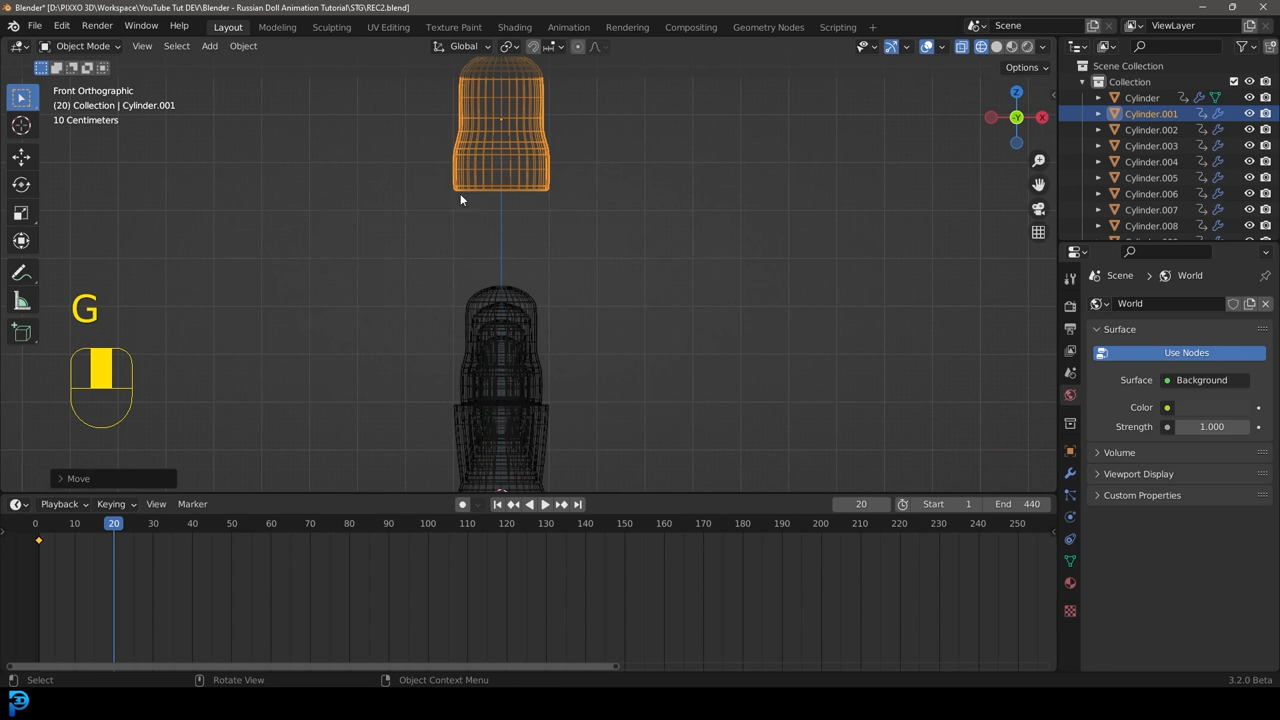 Blender* [D:\PIXXO 3D\Workspace\YouTube Tut DEV\Blender - Russian Doll Animation Tutorial\STG\REC2.blend]
File Edit Render Window Help Layout Modeling Sculpting UV Editing Texture Paint Shading Animation Rendering Compositing Geometry Nodes Scripting Scene ViewLayer
Object Mode View Select Add Object Global
Options
Front Orthographic
(20) Collection | Cylinder.001
10 Centimeters
Z
-Y
X
G
Move
Scene Collection
Collection
Cylinder
Cylinder.001
Cylinder.002
Cylinder.003
Cylinder.004
Cylinder.005
Cylinder.006
Cylinder.007
Cylinder.008
Scene > World
World
Surface
Use Nodes
Surface Background
Color
Strength 1.000
Volume
Viewport Display
Custom Properties
Playback Keying View Marker 20 Start 1 End 440
0 10 20 30 40 50 60 70 80 90 100 110 120 130 140 150 160 170 180 190 200 210 220 230 240 250
Select Rotate View Object Context Menu 3.2.0 Beta